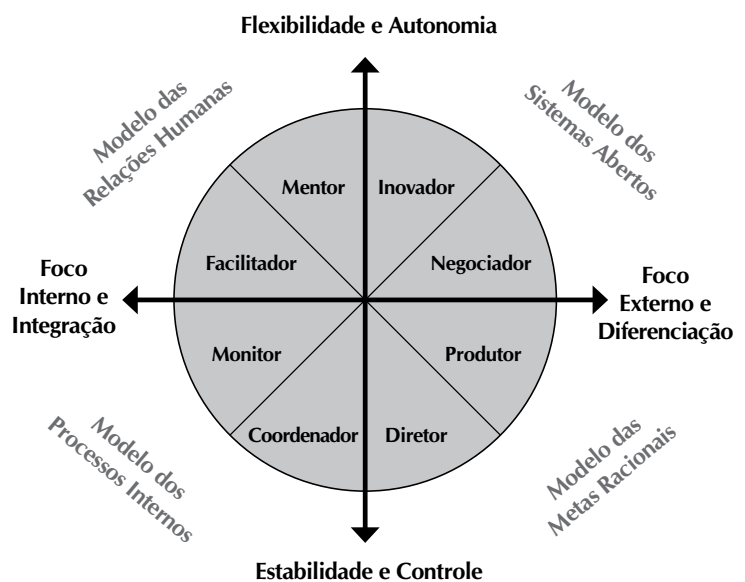 Flexibilidade e Autonomia
Modelo das
Relações Humanas
Modelo dos
Sistemas Abertos
Mentor
Inovador
Facilitador
Negociador
Foco
Interno e
Integração
Foco
Externo e
Diferenciação
Monitor
Produtor
Coordenador
Diretor
Modelo dos
Processos Internos
Modelo das
Metas Racionais
Estabilidade e Controle